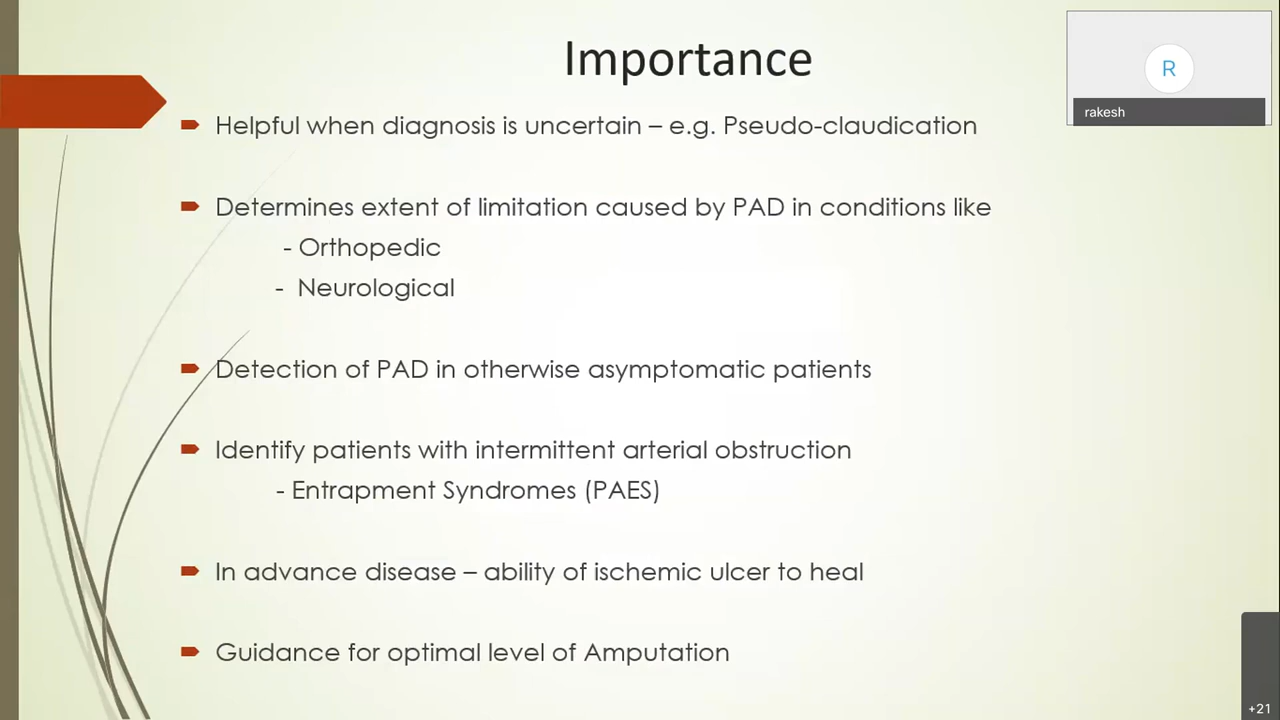 Importance
R
rakesh
Helpful when diagnosis is uncertain – e.g. Pseudo-claudication
Determines extent of limitation caused by PAD in conditions like
- Orthopedic
- Neurological
Detection of PAD in otherwise asymptomatic patients
Identify patients with intermittent arterial obstruction
- Entrapment Syndromes (PAES)
In advance disease – ability of ischemic ulcer to heal
Guidance for optimal level of Amputation
+21